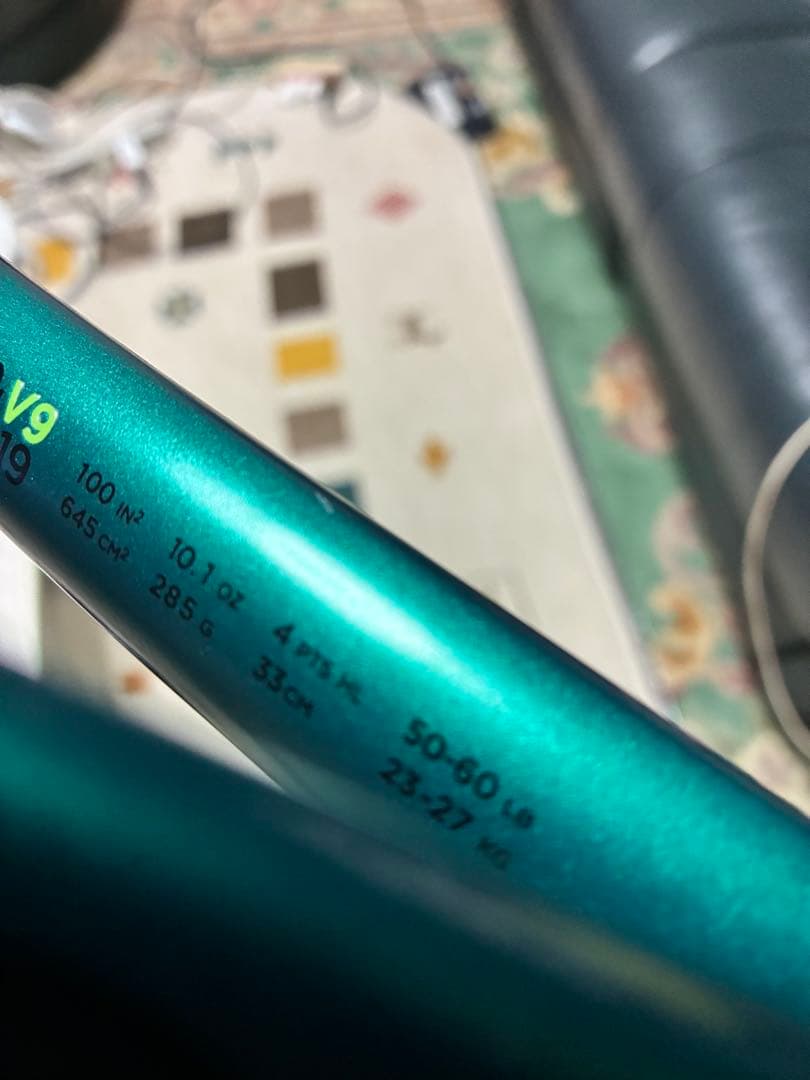 V9
19
100 IN²
645 CM²
10.1 OZ
285 G
4 PTS HL
33 CM
50-60 LB
23-27 KG